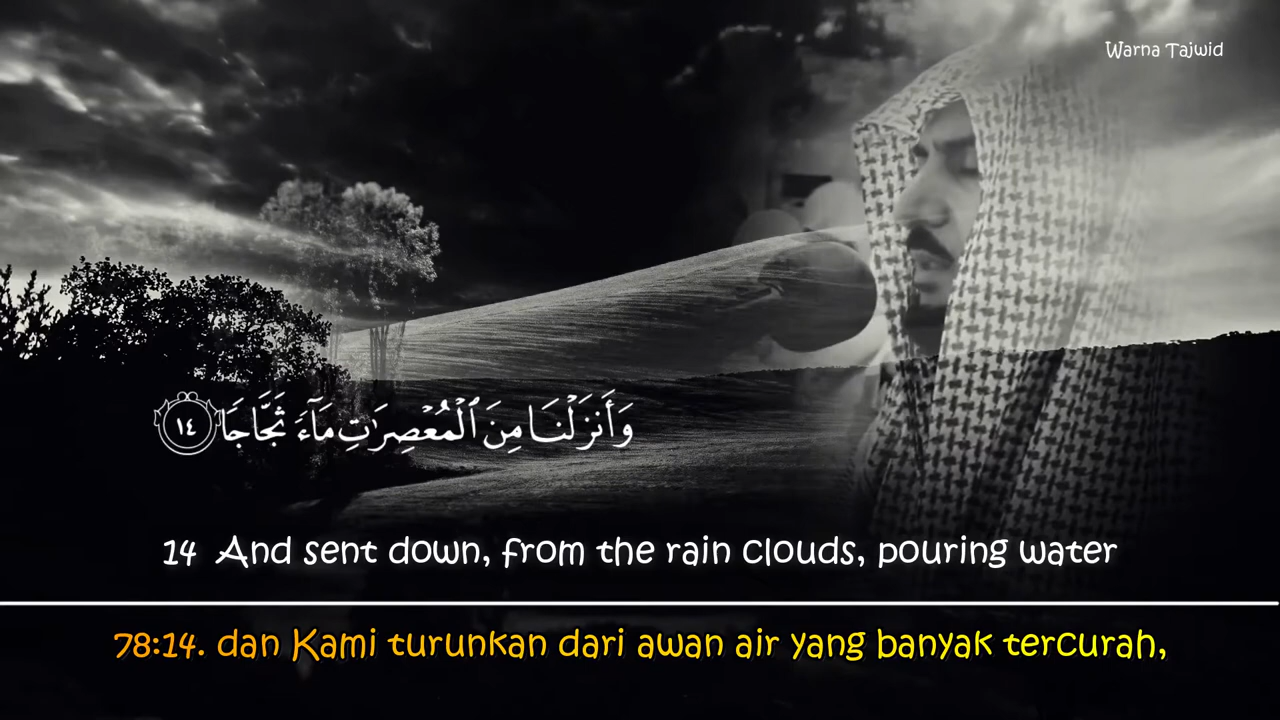 Warna Tajwid
وَأَنزَلْنَا مِنَ ٱلْمُعْصِرَٰتِ مَآءً ثَجَّاجًا ١٤
14 And sent down, from the rain clouds, pouring water
78:14. dan Kami turunkan dari awan air yang banyak tercurah,